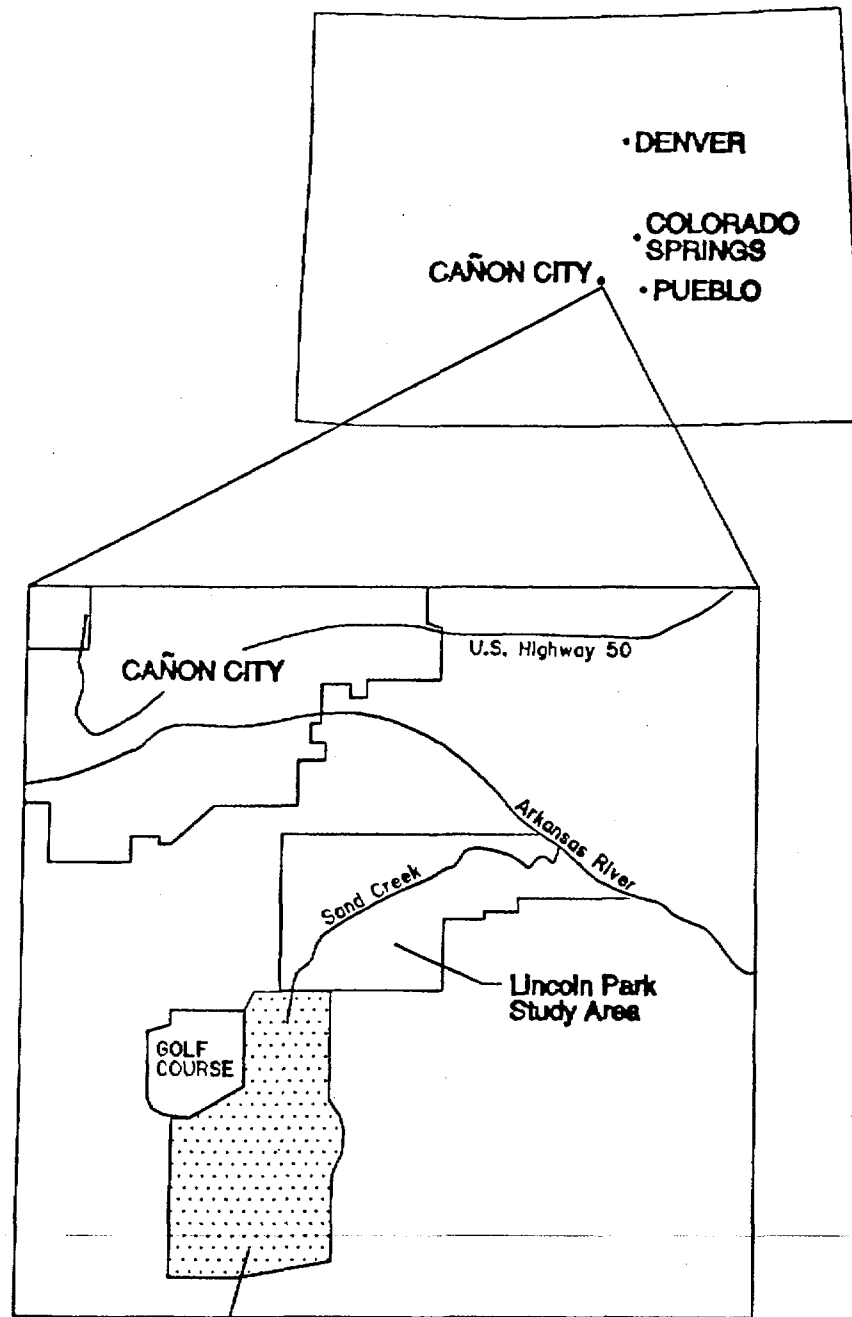 DENVER
COLORADO
SPRINGS
CAÑON CITY
PUEBLO
U.S. Highway 50
CAÑON CITY
Arkansas River
Sand Creek
Lincoln Park
Study Area
GOLF
COURSE